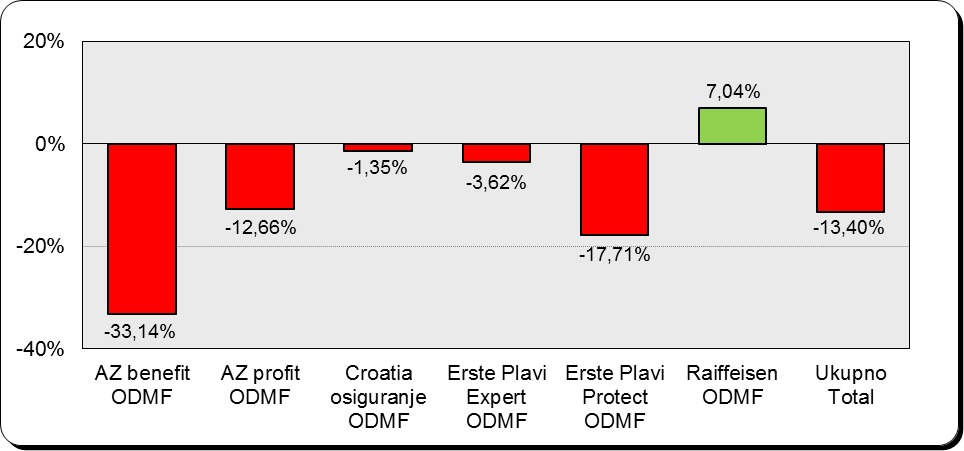 20%
0%
-20%
-40%
-33,14%
-12,66%
-1,35%
-3,62%
-17,71%
7,04%
-13,40%
AZ benefit
ODMF
AZ profit
ODMF
Croatia
osiguranje
ODMF
Erste Plavi
Expert
ODMF
Erste Plavi
Protect
ODMF
Raiffeisen
ODMF
Ukupno
Total